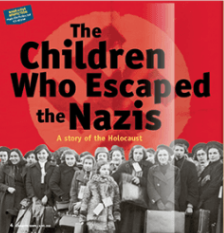 The
Children
Who Escaped
the Nazis
A story of the Holocaust